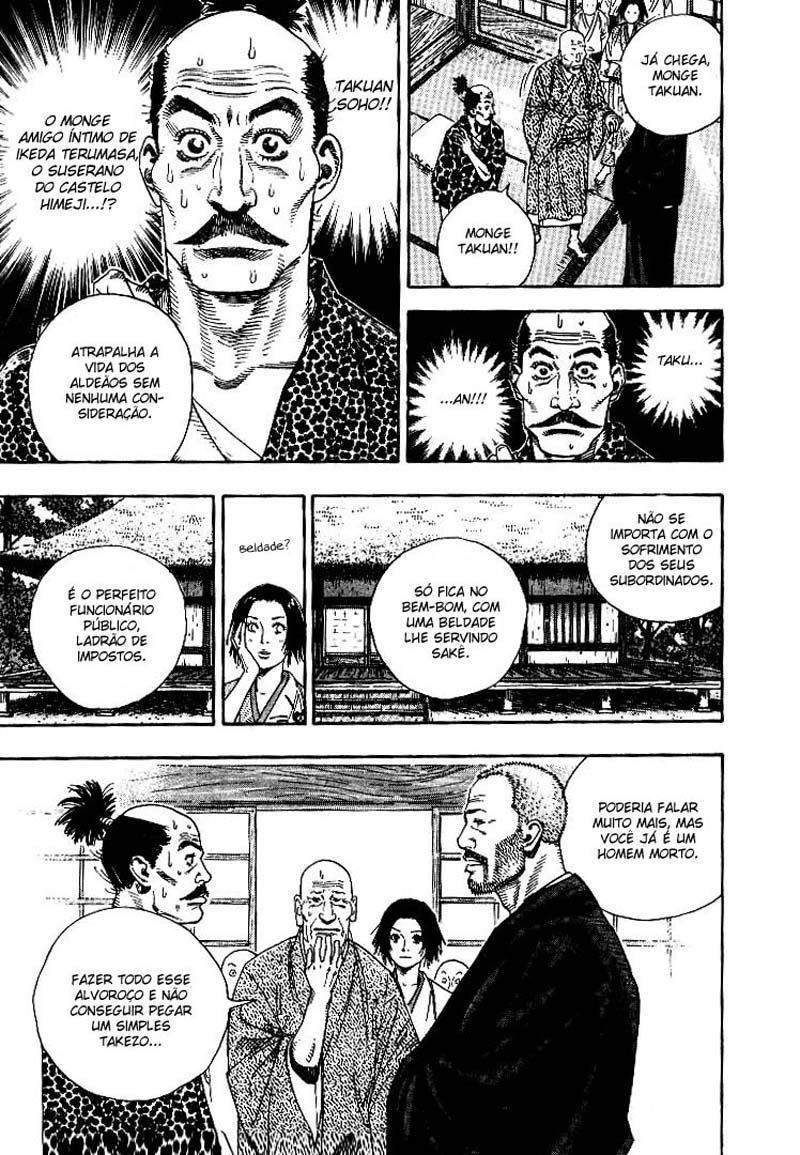 JÁ CHEGA,
MONGE
TAKUAN.
MONGE
TAKUAN!!
TAKU...
...AN!!!
TAKUAN
SOHO!!
O MONGE
AMIGO ÍNTIMO DE
IKEDA TERUMASA,
O SUSERANO
DO CASTELO
HIMEJI...!?
ATRAPALHA A
VIDA DOS
ALDEÃOS SEM
NENHUMA CON-
SIDERAÇÃO.
NÃO SE
IMPORTA COM O
SOFRIMENTO
DOS SEUS
SUBORDINADOS.
SÓ FICA NO
BEM-BOM, COM
UMA BELDADE
LHE SERVINDO
SAKÊ.
Beldade?
É O PERFEITO
FUNCIONÁRIO
PÚBLICO,
LADRÃO DE
IMPOSTOS.
PODERIA FALAR
MUITO MAIS, MAS
VOCÊ JÁ É UM
HOMEM MORTO.
FAZER TODO ESSE
ALVOROÇO E NÃO
CONSEGUIR PEGAR
UM SIMPLES
TAKEZO...